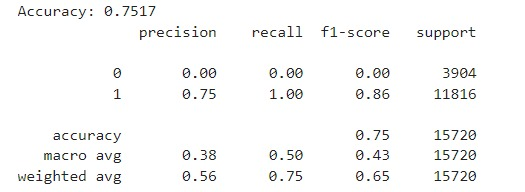 Accuracy: 0.7517
precision recall f1-score support
0 0.00 0.00 0.00 3904
1 0.75 1.00 0.86 11816
accuracy 0.75 15720
macro avg 0.38 0.50 0.43 15720
weighted avg 0.56 0.75 0.65 15720